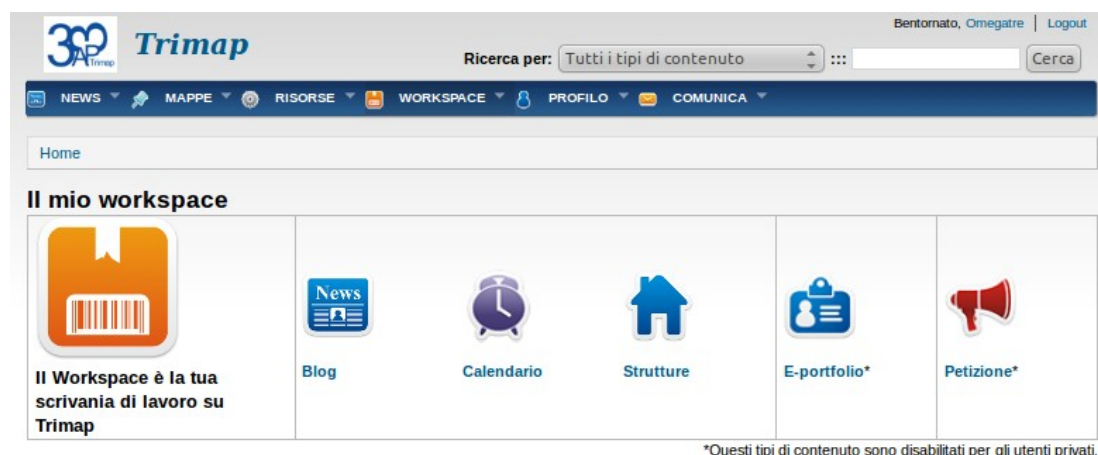 Bentornato, Omegatre | Logout
3AP Trimap
Trimap
Ricerca per: Tutti i tipi di contenuto ::: Cerca
NEWS MAPPE RISORSE WORKSPACE PROFILO COMUNICA
Home
Il mio workspace
News
Blog Calendario Strutture E-portfolio* Petizione*
Il Workspace è la tua
scrivania di lavoro su
Trimap
*Questi tipi di contenuto sono disabilitati per gli utenti privati.